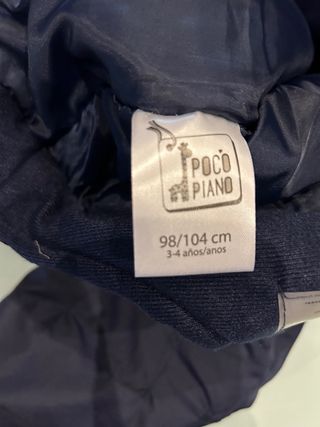 POCO
PIANO
98/104 cm
3-4 años/anos